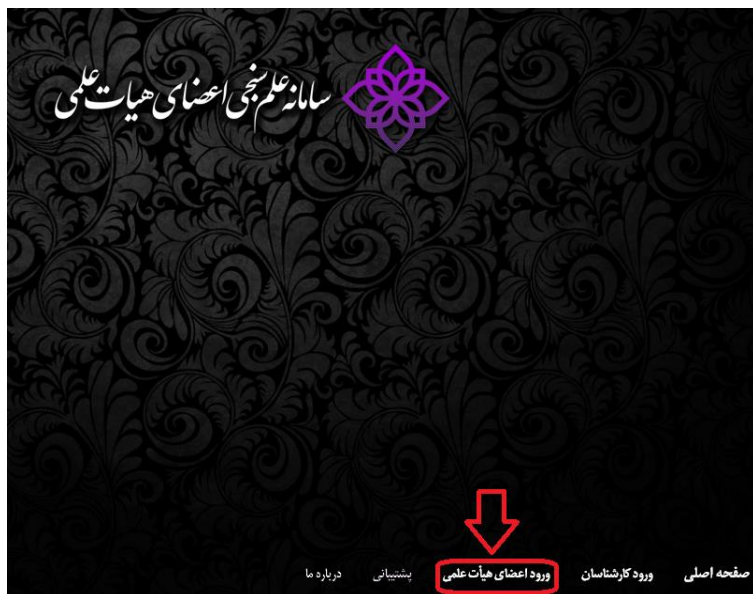 سامانه علم سنجی اعضای هیات علمی
صفحه اصلی ورود کارشناسان ورود اعضای هیأت علمی پشتیبانی درباره ما